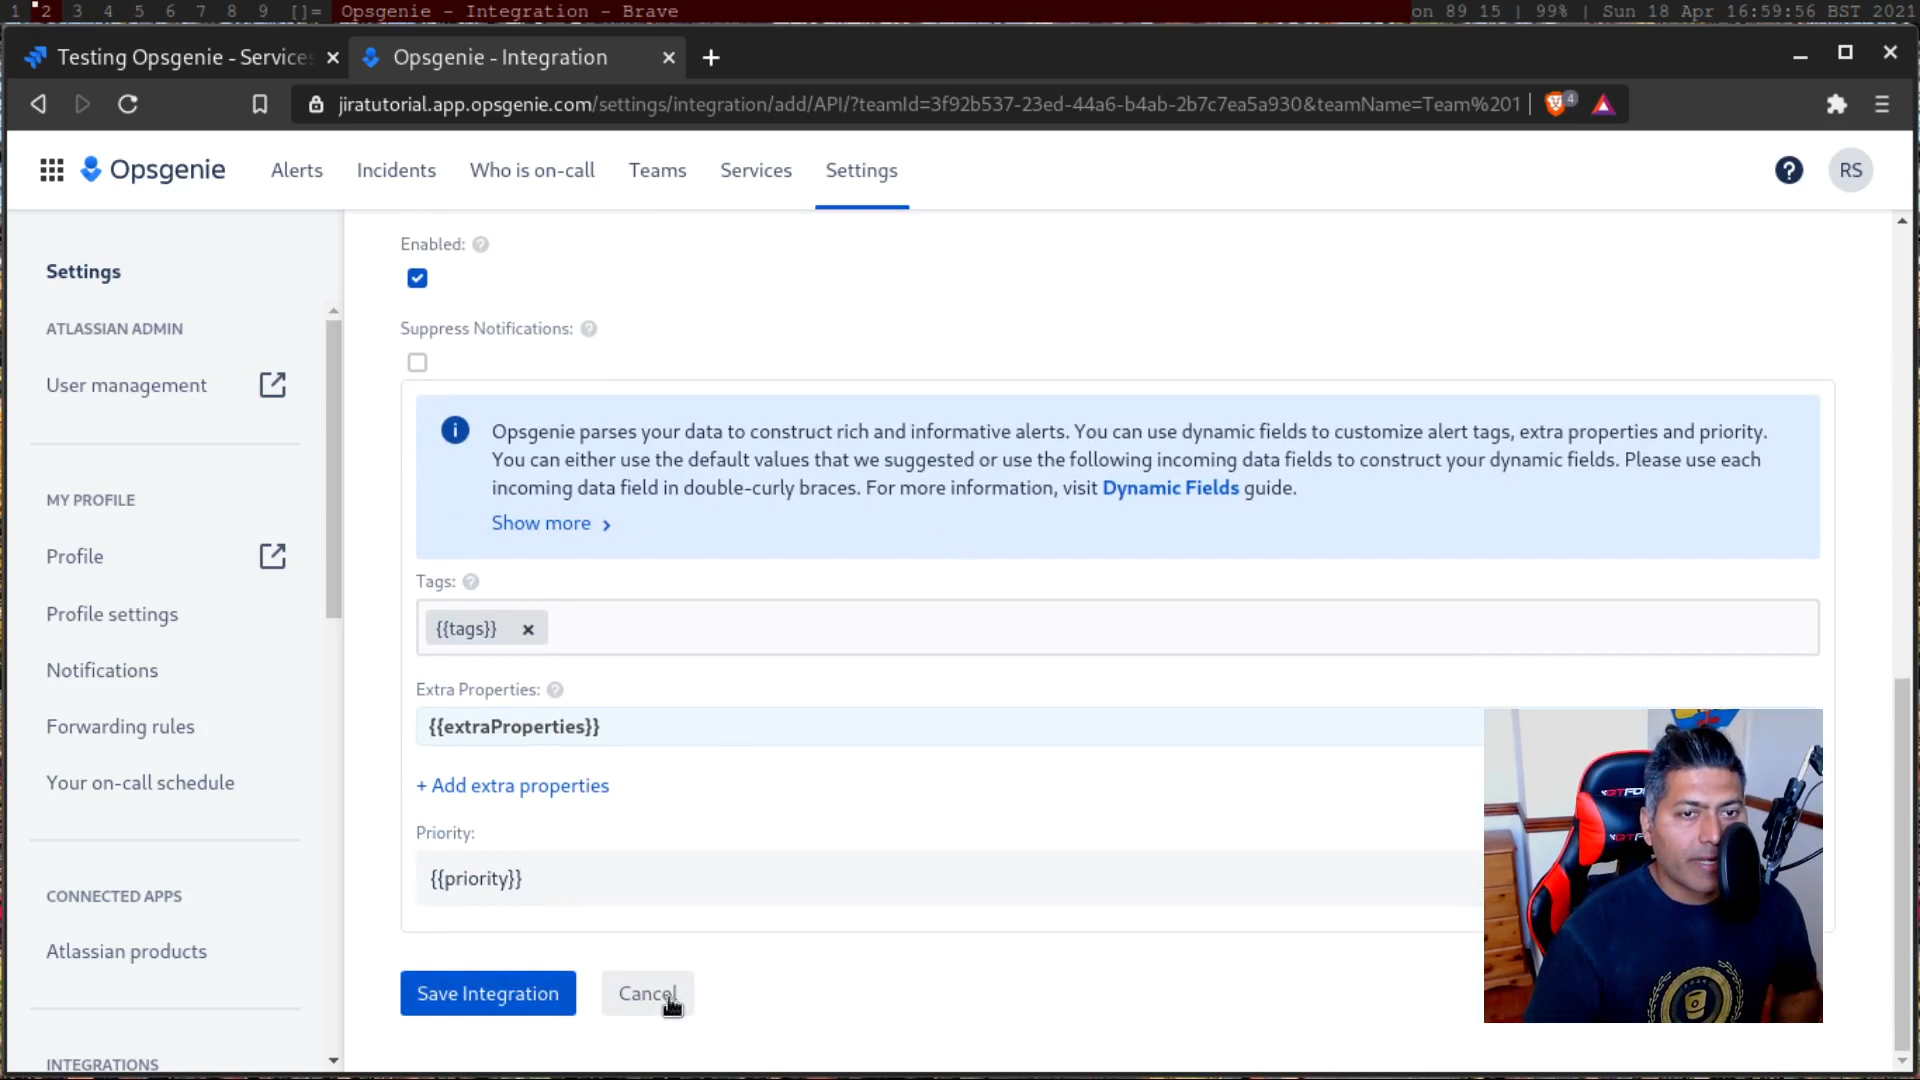 1 2 3 4 5 6 7 8 9 []= Opsgenie - Integration - Brave on 89 15 | 99% | Sun 18 Apr 16:59:56 BST 2021
Testing Opsgenie - Services Opsgenie - Integration
jiratutorial.app.opsgenie.com/settings/integration/add/API/?teamId=3f92b537-23ed-44a6-b4ab-2b7c7ea5a930&teamName=Team%201 4
Opsgenie Alerts Incidents Who is on-call Teams Services Settings ? RS
Settings
ATLASSIAN ADMIN
User management
MY PROFILE
Profile
Profile settings
Notifications
Forwarding rules
Your on-call schedule
CONNECTED APPS
Atlassian products
INTEGRATIONS
Enabled: ?
Suppress Notifications: ?
Opsgenie parses your data to construct rich and informative alerts. You can use dynamic fields to customize alert tags, extra properties and priority.
You can either use the default values that we suggested or use the following incoming data fields to construct your dynamic fields. Please use each
incoming data field in double-curly braces. For more information, visit Dynamic Fields guide.
Show more
Tags: ?
{{tags}}
Extra Properties: ?
{{extraProperties}}
+ Add extra properties
Priority:
{{priority}}
Save Integration Cancel